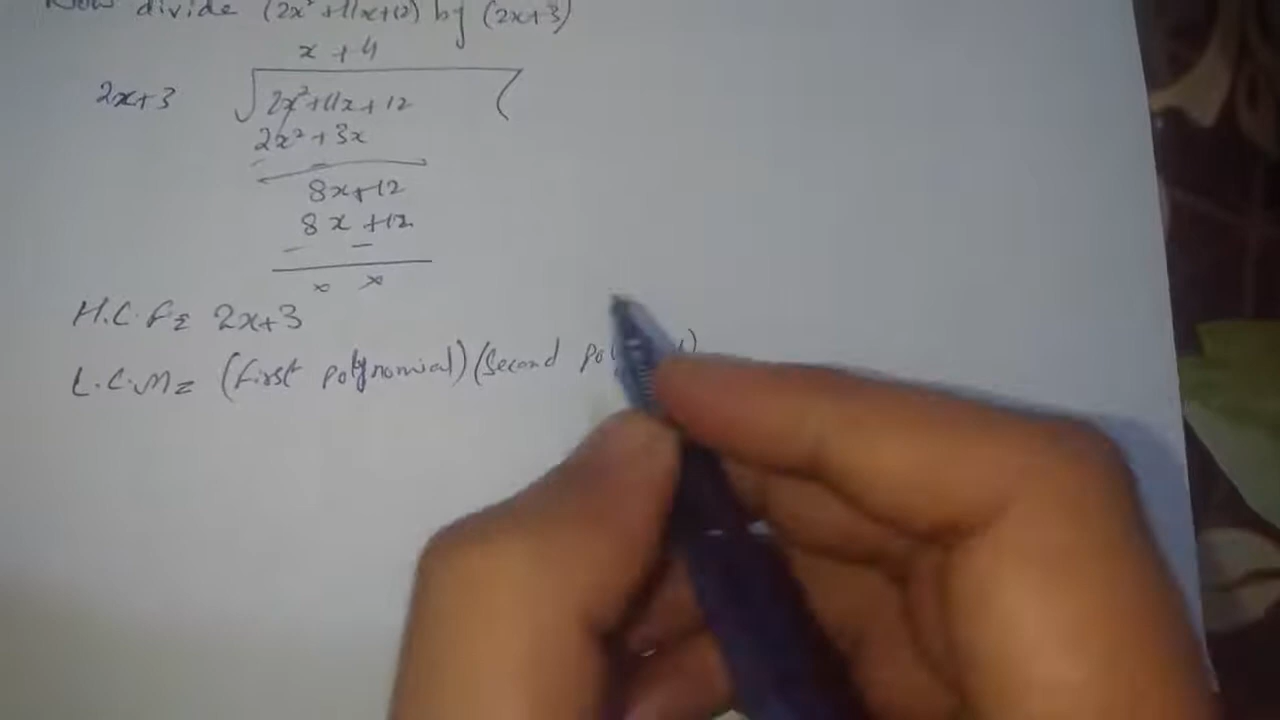 Now divide (2x²+11x+12) by (2x+3)
x + 4
2x+3 2x²+11x+12
2x²+3x
- -
8x+12
8x+12
- -
x x
H.C.F = 2x+3
L.C.M = (First polynomial)(Second